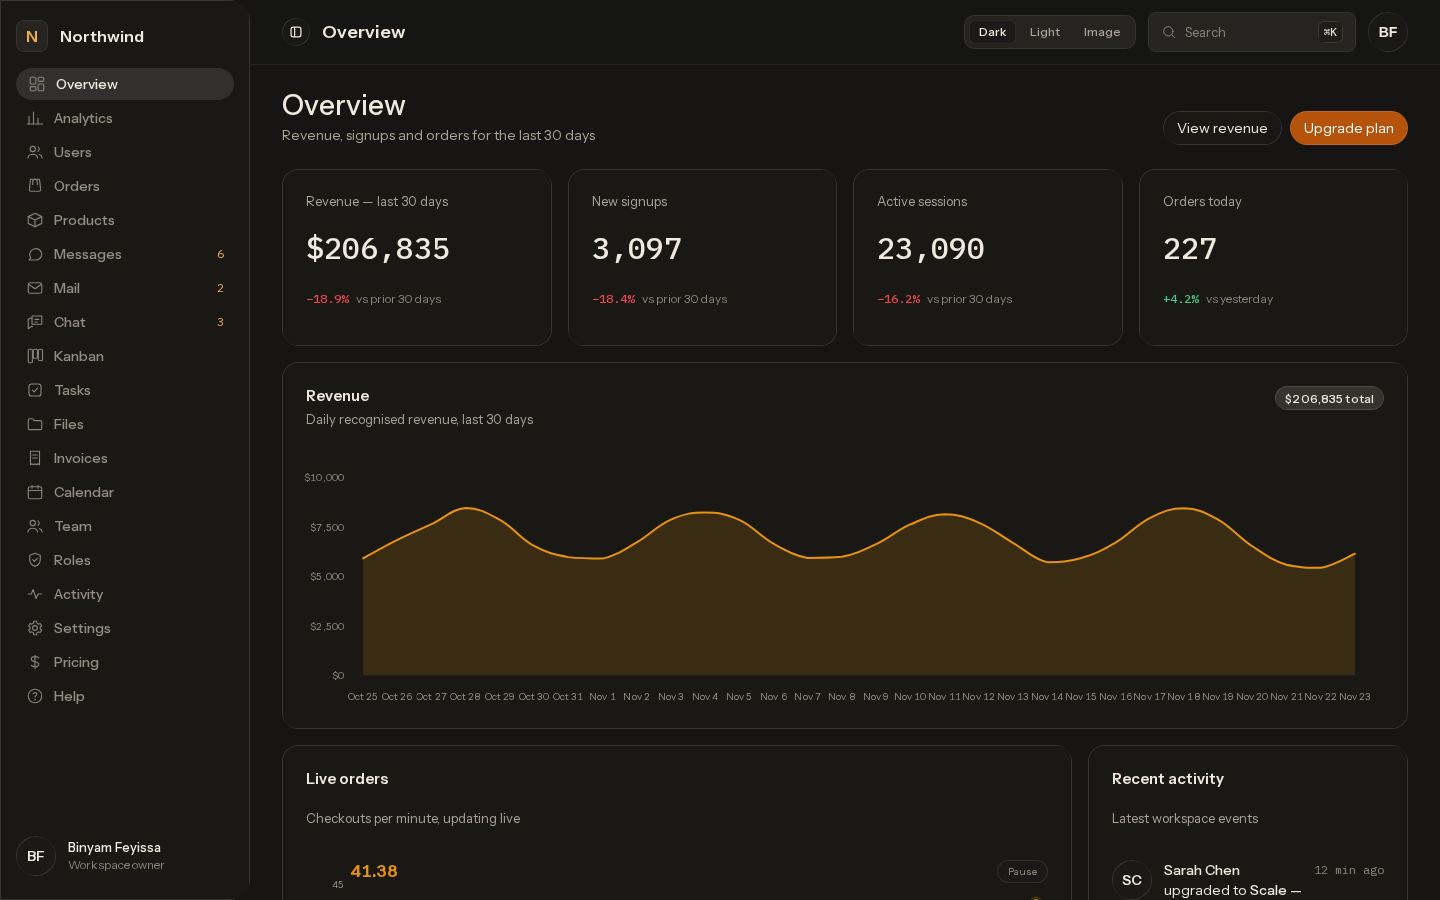 N Northwind
Overview
Analytics
Users
Orders
Products
Messages 6
Mail 2
Chat 3
Kanban
Tasks
Files
Invoices
Calendar
Team
Roles
Activity
Settings
Pricing
Help
BF Binyam Feyissa
Workspace owner
Overview
Dark Light Image
Search ⌘K
BF
Overview
Revenue, signups and orders for the last 30 days
View revenue
Upgrade plan
Revenue — last 30 days
$206,835
−18.9% vs prior 30 days
New signups
3,097
−18.4% vs prior 30 days
Active sessions
23,090
−16.2% vs prior 30 days
Orders today
227
+4.2% vs yesterday
Revenue
Daily recognised revenue, last 30 days
$206,835 total
$10,000
$7,500
$5,000
$2,500
$0
Oct 25 Oct 26 Oct 27 Oct 28 Oct 29 Oct 30 Oct 31 Nov 1 Nov 2 Nov 3 Nov 4 Nov 5 Nov 6 Nov 7 Nov 8 Nov 9 Nov 10 Nov 11 Nov 12 Nov 13 Nov 14 Nov 15 Nov 16 Nov 17 Nov 18 Nov 19 Nov 20 Nov 21 Nov 22 Nov 23
Live orders
Checkouts per minute, updating live
41.38
Pause
45
Recent activity
Latest workspace events
SC
Sarah Chen 12 min ago
upgraded to Scale —